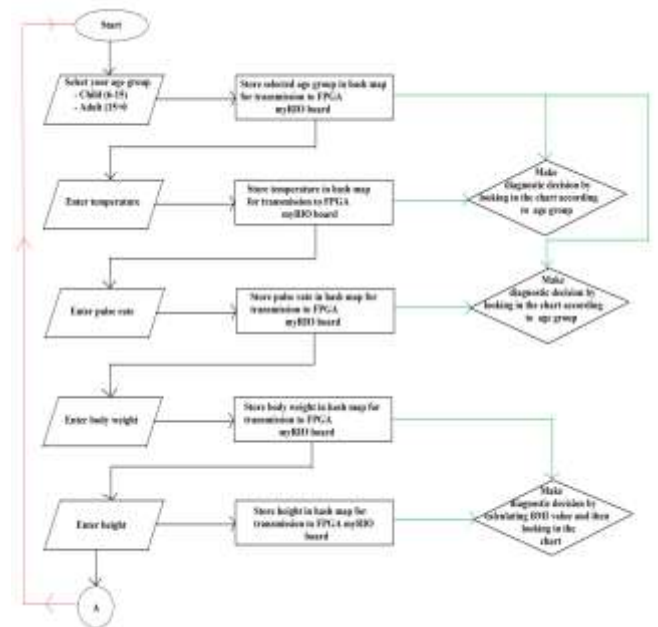 Start
Select your age group
- Child (6-15)
- Adult (15+0
Store selected age group in hash map
for transmission to FPGA
myRIO board
Make
diagnostic decision by
looking in the chart according
to age group
Enter temperature
Store temperature in hash map
for transmission to FPGA
myRIO board
Make
diagnostic decision by
looking in the chart according
to age group
Enter pulse rate
Store pulse rate in hash map for
transmission to FPGA
myRIO board
Enter body weight
Store body weight in hash map for
transmission to FPGA
myRIO board
Make
diagnostic decision by
calculating BMI value and then
looking in the
chart
Enter height
Store height in hash map for
transmission to FPGA myRIO
board
A